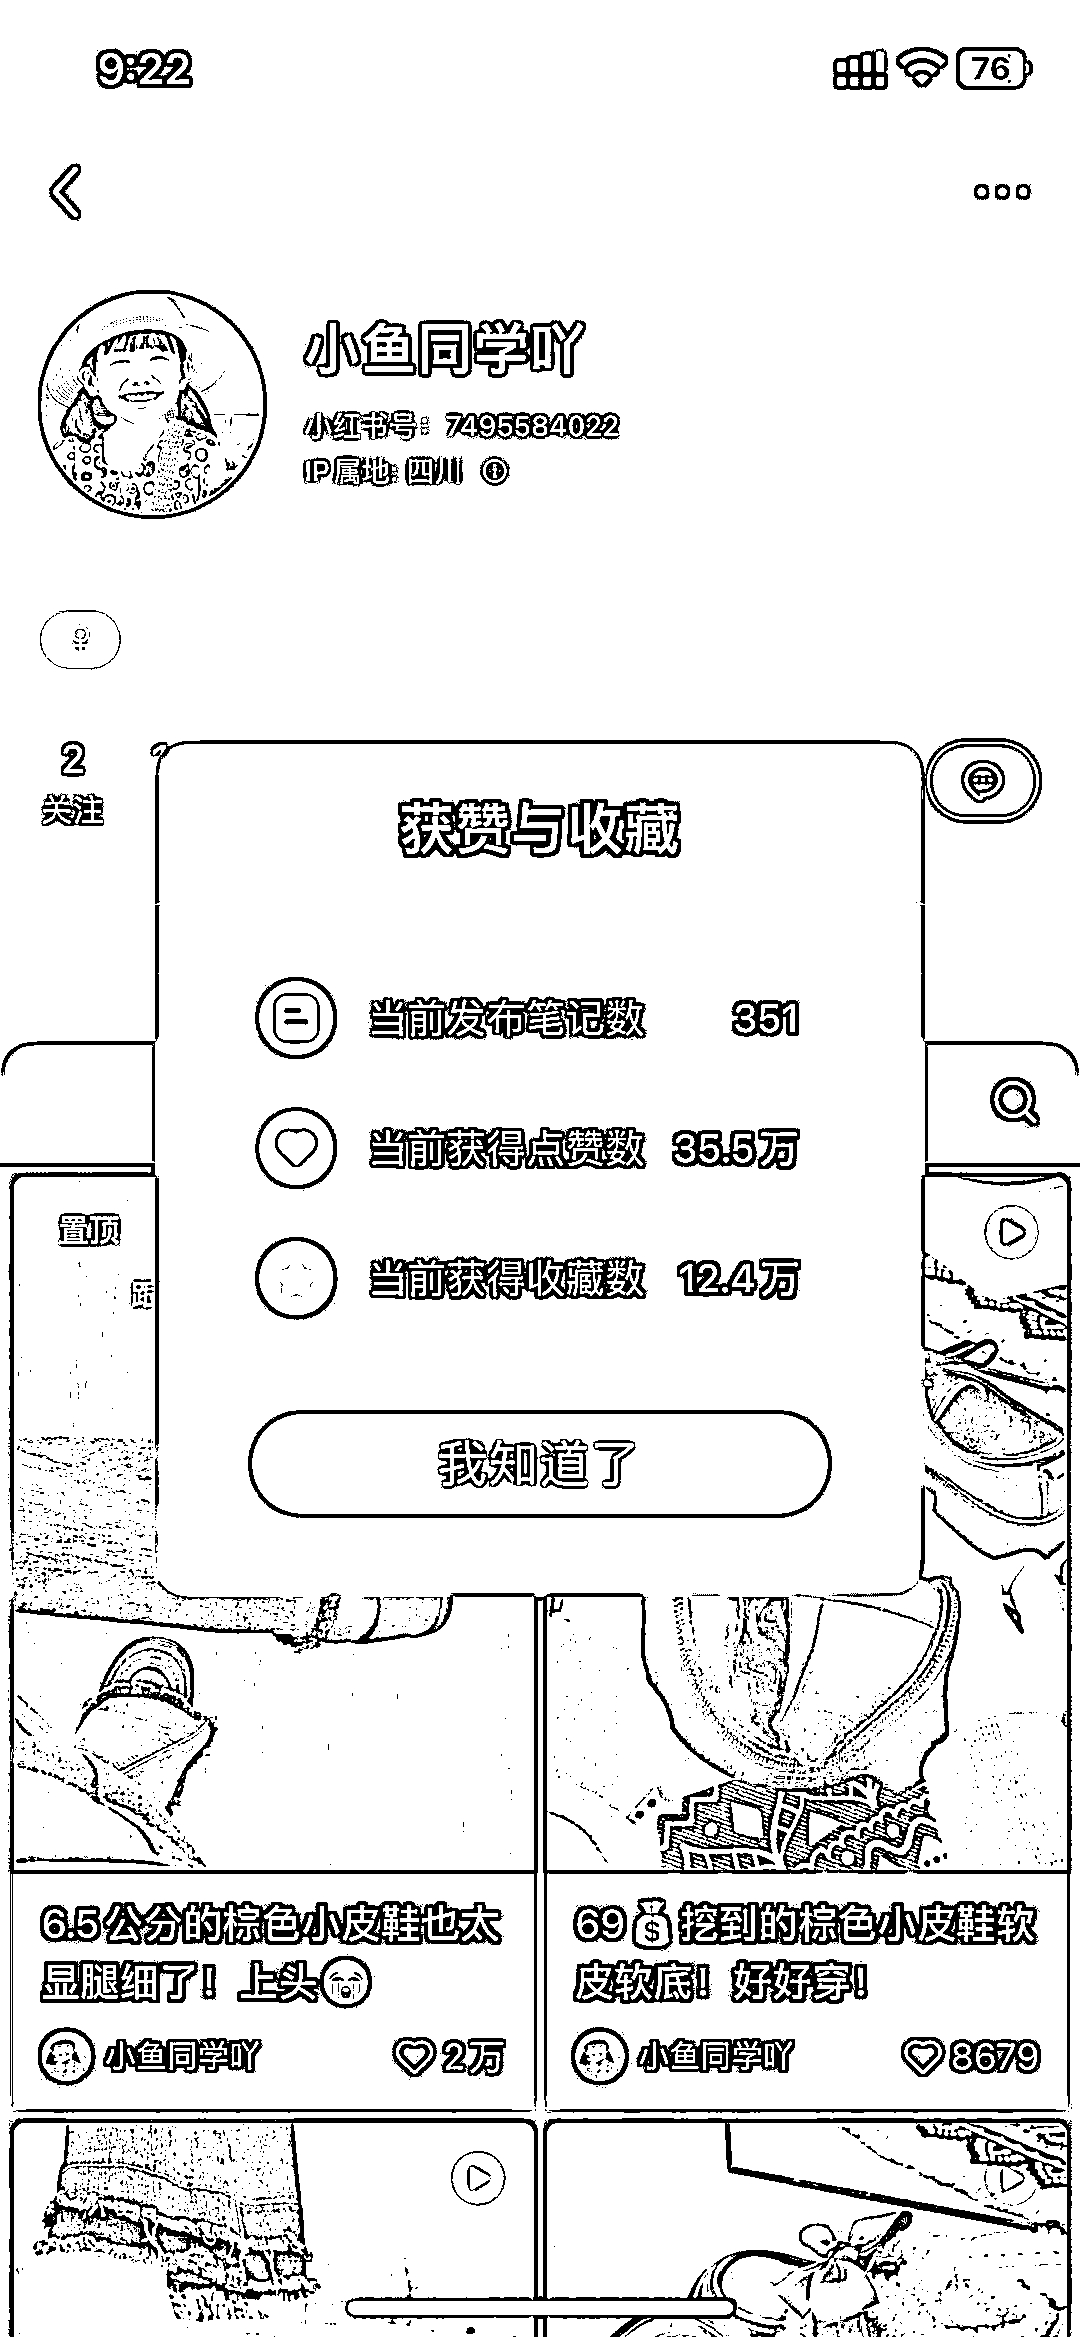 9:22
76
小鱼同学吖
小红书号：7495584022
IP属地：四川
2
关注
获赞与收藏
当前发布笔记数 351
当前获得点赞数 35.5万
当前获得收藏数 12.4万
我知道了
置顶
6.5公分的棕色小皮鞋也太
显腿细了！上头😭
小鱼同学吖 2万
69💰挖到的棕色小皮鞋软
皮软底！好好穿！
小鱼同学吖 8679